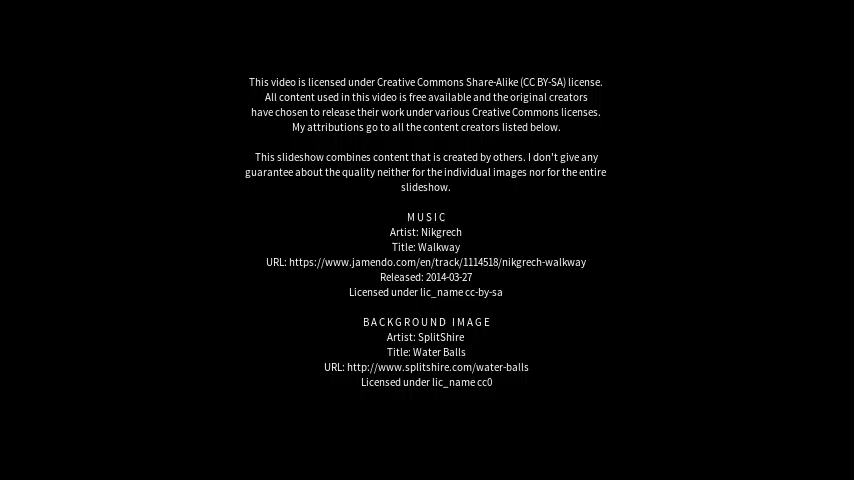 This video is licensed under Creative Commons Share-Alike (CC BY-SA) license.
All content used in this video is free available and the original creators
have chosen to release their work under various Creative Commons licenses.
My attributions go to all the content creators listed below.
This slideshow combines content that is created by others. I don't give any
guarantee about the quality neither for the individual images nor for the entire
slideshow.
MUSIC
Artist: Nikgrech
Title: Walkway
URL: https://www.jamendo.com/en/track/1114518/nikgrech-walkway
Released: 2014-03-27
Licensed under lic_name cc-by-sa
BACKGROUND IMAGE
Artist: SplitShire
Title: Water Balls
URL: http://www.splitshire.com/water-balls
Licensed under lic_name cc0